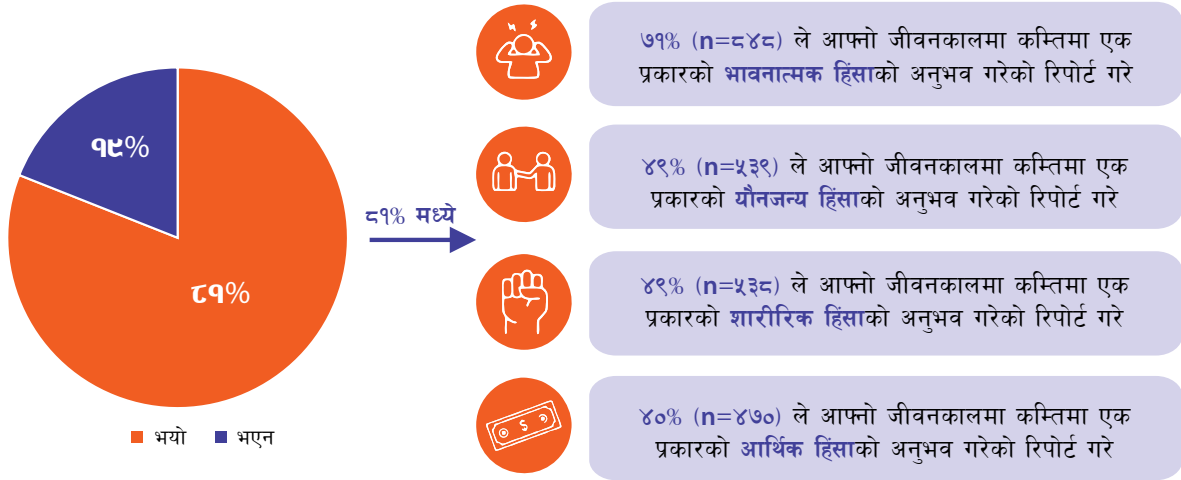 १९%
८१%
भयो
भएन
८१% मध्ये
७१% (n=८४८) ले आफ्नो जीवनकालमा कम्तिमा एक
प्रकारको भावनात्मक हिंसाको अनुभव गरेको रिपोर्ट गरे
४९% (n=५३९) ले आफ्नो जीवनकालमा कम्तिमा एक
प्रकारको यौनजन्य हिंसाको अनुभव गरेको रिपोर्ट गरे
४९% (n=५३८) ले आफ्नो जीवनकालमा कम्तिमा एक
प्रकारको शारीरिक हिंसाको अनुभव गरेको रिपोर्ट गरे
$
४०% (n=४७०) ले आफ्नो जीवनकालमा कम्तिमा एक
प्रकारको आर्थिक हिंसाको अनुभव गरेको रिपोर्ट गरे